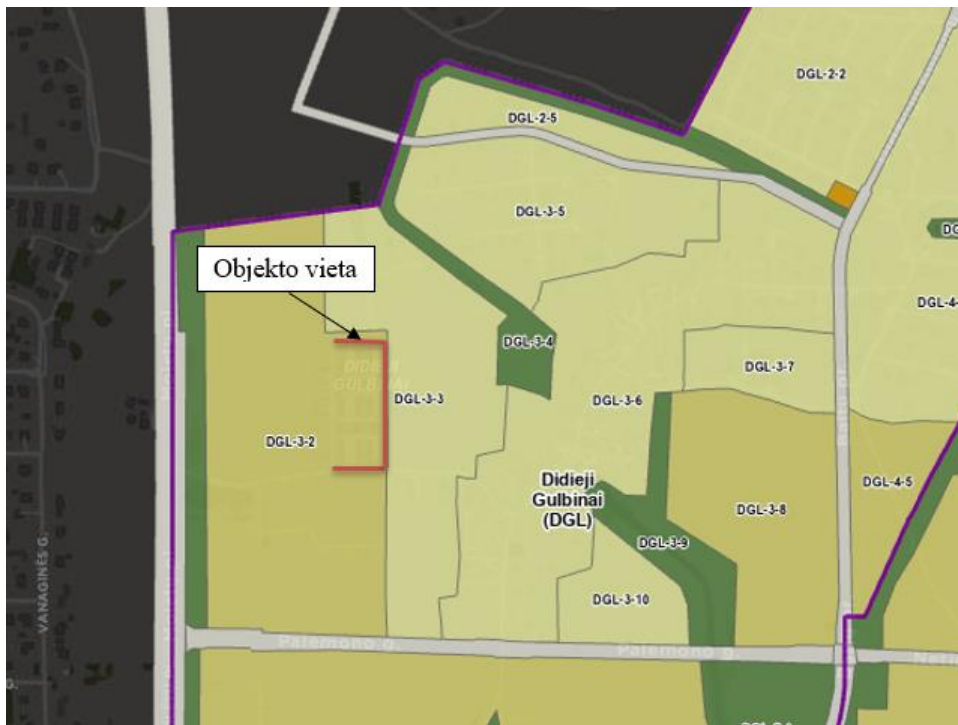 DGL-2-2
DGL-2-5
DGL-3-5
Objekto vieta
DGL-4-
DGL-3-4
DIDIEJI
GULBINAI
DGL-3-7
DGL-3-3
DGL-3-6
DGL-3-2
Didieji
Gulbinai
(DGL)
DGL-4-5
DGL-3-8
DGL-3-9
DGL-3-10
VANAGINĖS G.
Palemono g.
Palemono g.
G.